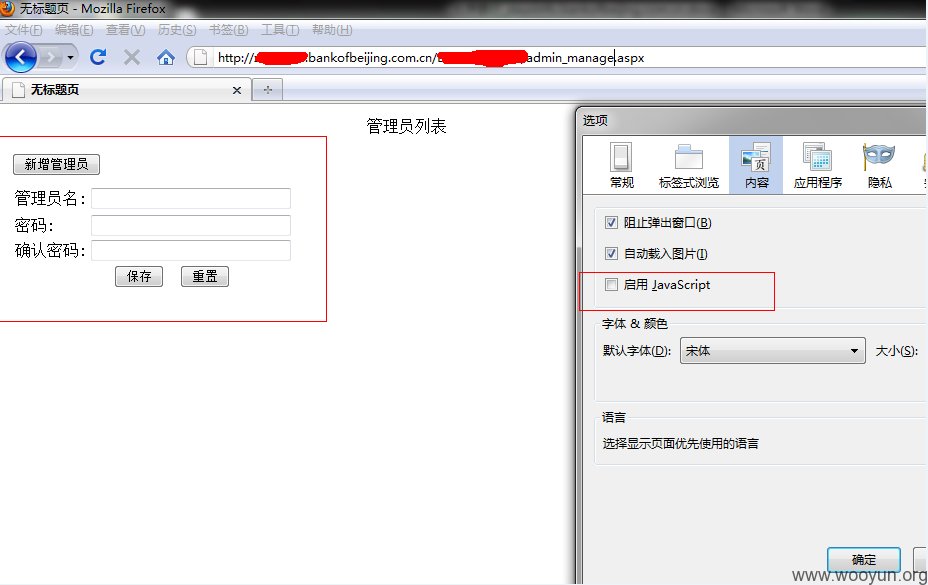 无标题页 - Mozilla Firefox
文件(F) 编辑(E) 查看(V) 历史(S) 书签(B) 工具(T) 帮助(H)
http:// .bankofbeijing.com.cn/ admin_manage.aspx
无标题页
管理员列表
新增管理员
管理员名:
密码:
确认密码:
保存 重置
选项
常规 标签式浏览 内容 应用程序 隐私
阻止弹出窗口(B)
自动载入图片(I)
启用 JavaScript
字体 & 颜色
默认字体(D): 宋体 大小(S):
语言
选择显示页面优先使用的语言
确定
www.wooyun.org